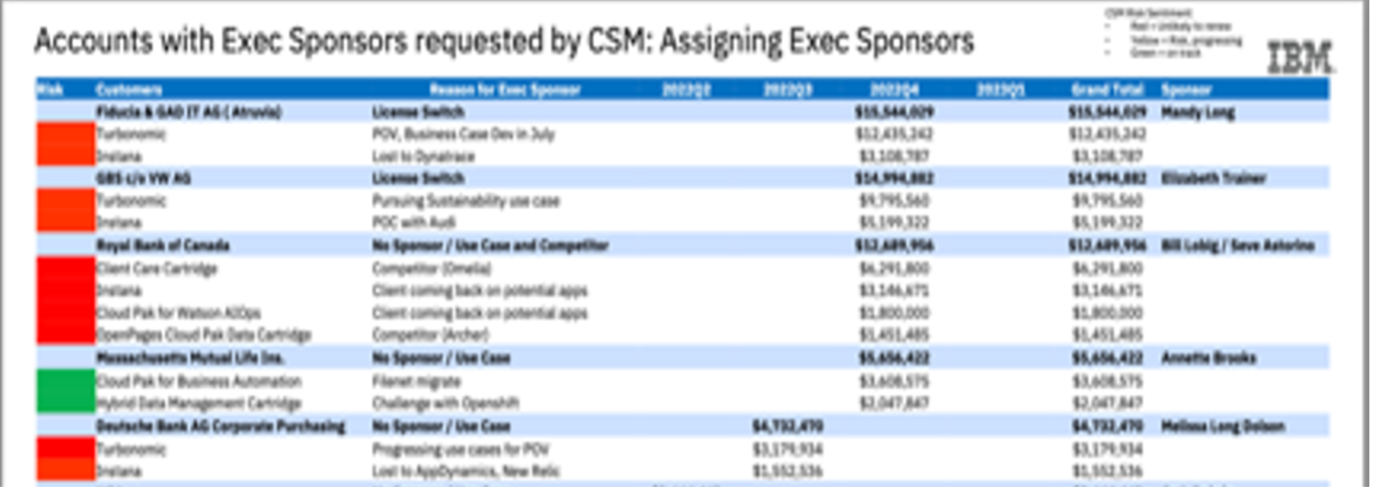 CSM Risk Sentiment:
• Red = Unlikely to renew
• Yellow = Risk, progressing
• Green = on track
Accounts with Exec Sponsors requested by CSM: Assigning Exec Sponsors
IBM
Risk Customers Reason for Exec Sponsor 2022Q2 2022Q3 2022Q4 2023Q1 Grand Total Sponsor
Fiducia & GAD IT AG ( Atruvia) License Switch $15,544,029 $15,544,029 Mandy Long
Turbonomic POV, Business Case Dev in July $12,435,242 $12,435,242
Instana Lost to Dynatrace $3,108,787 $3,108,787
GBS c/o VW AG License Switch $14,994,882 $14,994,882 Elizabeth Trainer
Turbonomic Pursuing Sustainability use case $9,795,560 $9,795,560
Instana POC with Audi $5,199,322 $5,199,322
Royal Bank of Canada No Sponsor / Use Case and Competitor $12,689,956 $12,689,956 Bill Lobig / Seve Astorino
Client Care Cartridge Competitor (Omelia) $6,291,800 $6,291,800
Instana Client coming back on potential apps $3,146,671 $3,146,671
Cloud Pak for Watson AIOps Client coming back on potential apps $1,800,000 $1,800,000
OpenPages Cloud Pak Data Cartridge Competitor (Archer) $1,451,485 $1,451,485
Massachusetts Mutual Life Ins. No Sponsor / Use Case $5,656,422 $5,656,422 Annette Brooks
Cloud Pak for Business Automation Filenet migrate $3,608,575 $3,608,575
Hybrid Data Management Cartridge Challenge with Openshift $2,047,847 $2,047,847
Deutsche Bank AG Corporate Purchasing No Sponsor / Use Case $4,732,470 $4,732,470 Melissa Long Dolson
Turbonomic Progressing use cases for POV $3,179,934 $3,179,934
Instana Lost to AppDynamics, New Relic $1,552,536 $1,552,536